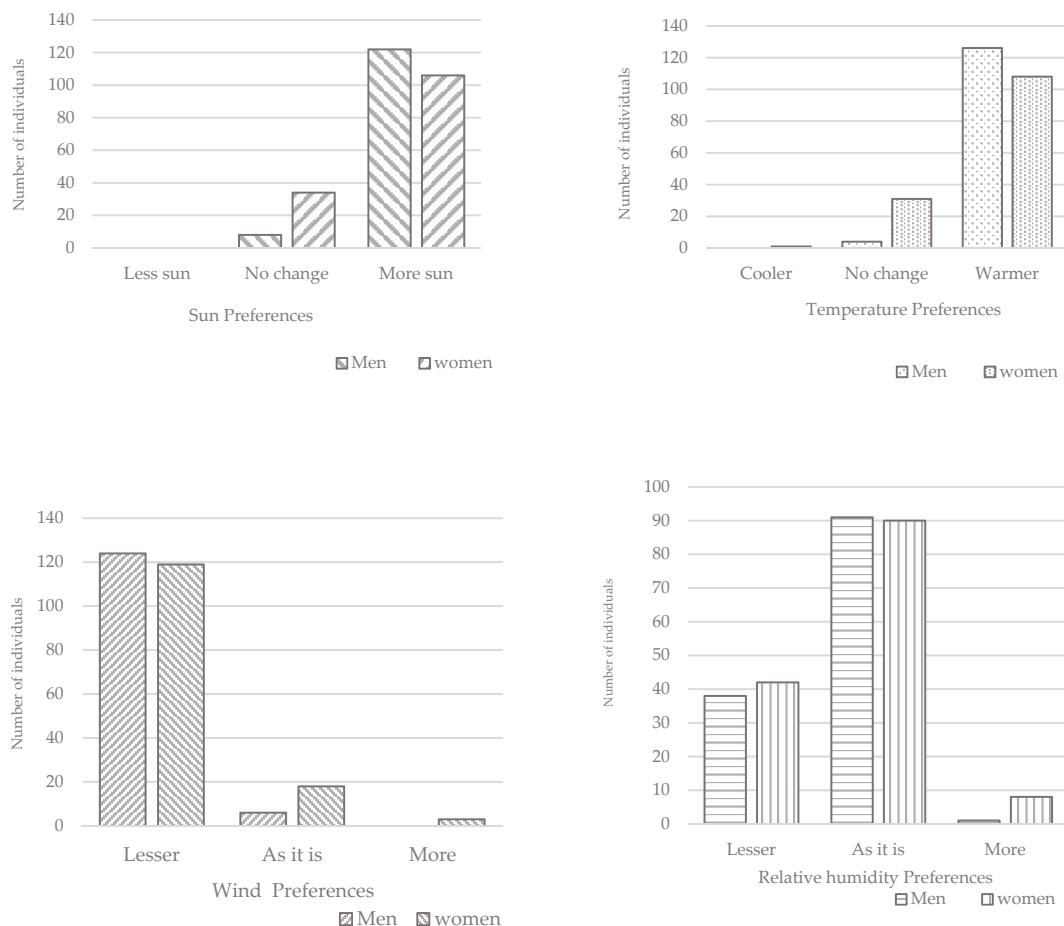 140
120
100
80
60
40
20
0
Number of individuals
Less sun No change More sun
Sun Preferences
Men women
140
120
100
80
60
40
20
0
Number of individuals
Cooler No change Warmer
Temperature Preferences
Men women
140
120
100
80
60
40
20
0
Number of individuals
Lesser As it is More
Wind Preferences
Men women
100
90
80
70
60
50
40
30
20
10
0
Number of individuals
Lesser As it is More
Relative humidity Preferences
Men women